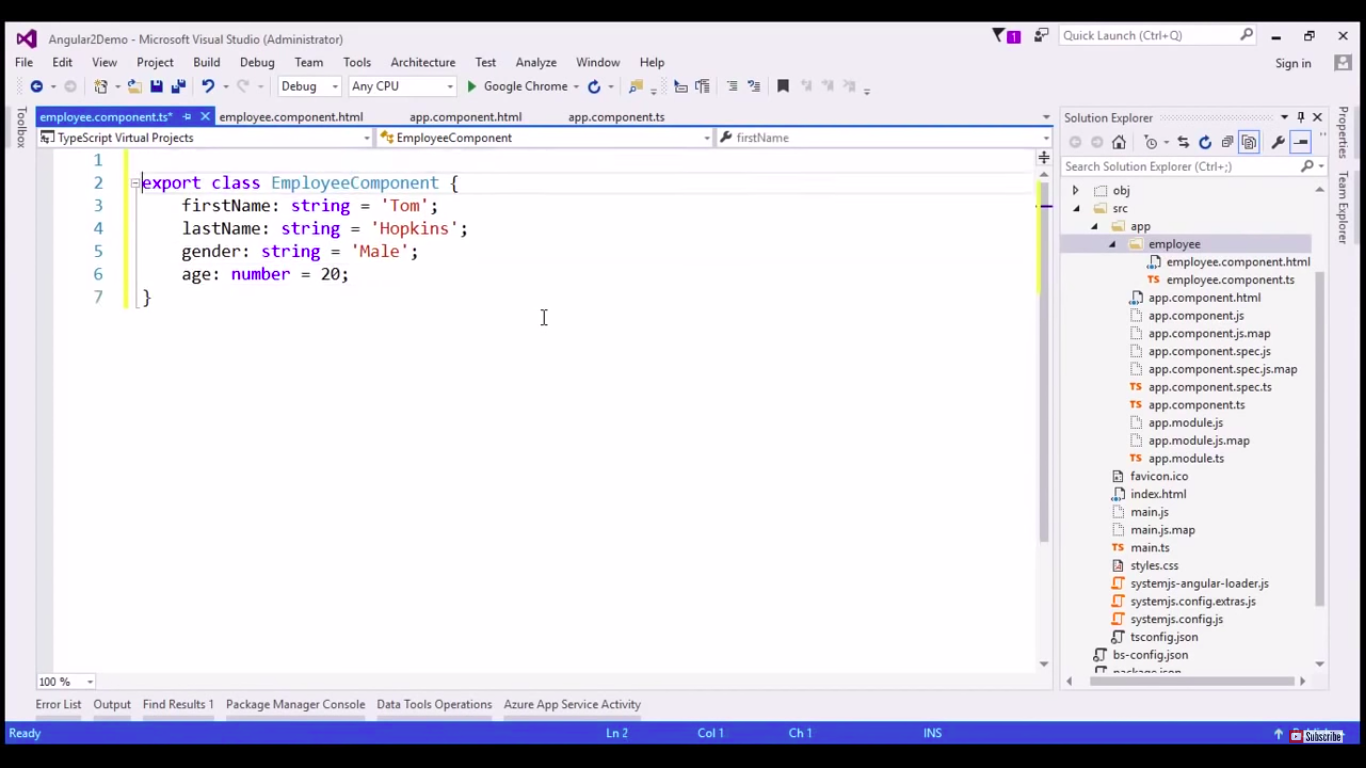 Angular2Demo - Microsoft Visual Studio (Administrator)
1
Quick Launch (Ctrl+Q)
File Edit View Project Build Debug Team Tools Architecture Test Analyze Window Help
Sign in
Debug Any CPU Google Chrome
Toolbox
employee.component.ts* employee.component.html app.component.html app.component.ts
TypeScript Virtual Projects EmployeeComponent firstName
1
2 export class EmployeeComponent {
3 firstName: string = 'Tom';
4 lastName: string = 'Hopkins';
5 gender: string = 'Male';
6 age: number = 20;
7 }
Solution Explorer
Search Solution Explorer (Ctrl+;)
obj
src
app
employee
employee.component.html
employee.component.ts
app.component.html
app.component.js
app.component.js.map
app.component.spec.js
app.component.spec.js.map
app.component.spec.ts
app.component.ts
app.module.js
app.module.js.map
app.module.ts
favicon.ico
index.html
main.js
main.js.map
main.ts
styles.css
systemjs-angular-loader.js
systemjs.config.extras.js
systemjs.config.js
tsconfig.json
bs-config.json
package.json
Properties
Team Explorer
100 %
Error List Output Find Results 1 Package Manager Console Data Tools Operations Azure App Service Activity
Ready Ln 2 Col 1 Ch 1 INS
Subscribe